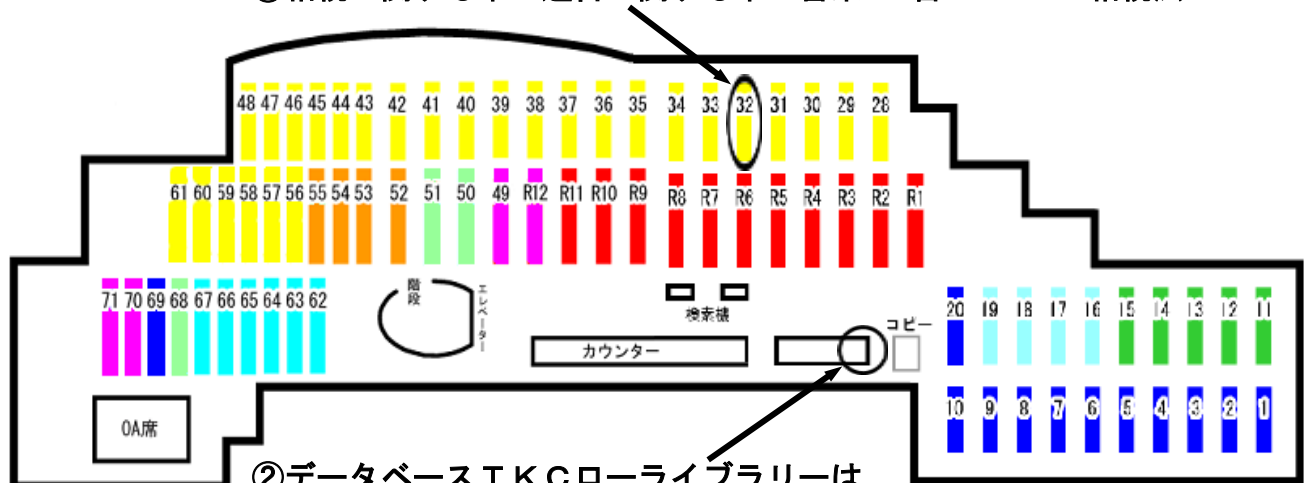 48 47 46 45 44 43 42 41 40 39 38 37 36 35 34 33 32 31 30 29 28
61 60 59 58 57 56 55 54 53 52 51 50 49 R12 R11 R10 R9 R8 R7 R6 R5 R4 R3 R2 R1
71 70 69 68 67 66 65 64 63 62
階段
エレベーター
検索機
カウンター
コピー
20 19 18 17 16 15 14 13 12 11
10 9 8 7 6 5 4 3 2 1
OA席
②データベースTKCローライブラリーは